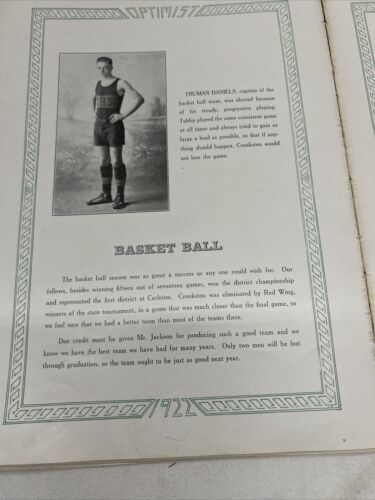 OPTIMIST
HS
TRUMAN DANIELS, captain of the
basket ball team, was elected because
of his steady, progressive playing.
Tubby played the same consistent game
at all times and always tried to gain as
large a lead as possible, so that if any-
thing should happen, Crookston would
not lose the game.
BASKET BALL
The basket ball season was as great a success as any one could wish for. Our
fellows, besides winning fifteen out of seventeen games, won the district championship
and represented the first district at Carleton. Crookston was eliminated by Red Wing,
winners of the state tournament, in a game that was much closer than the final game, so
we feel sure that we had a better team than most of the teams there.
Due credit must be given Mr. Jackson for producing such a good team and we
know we have the best team we have had for many years. Only two men will be lost
through graduation, so the team ought to be just as good next year.
1922